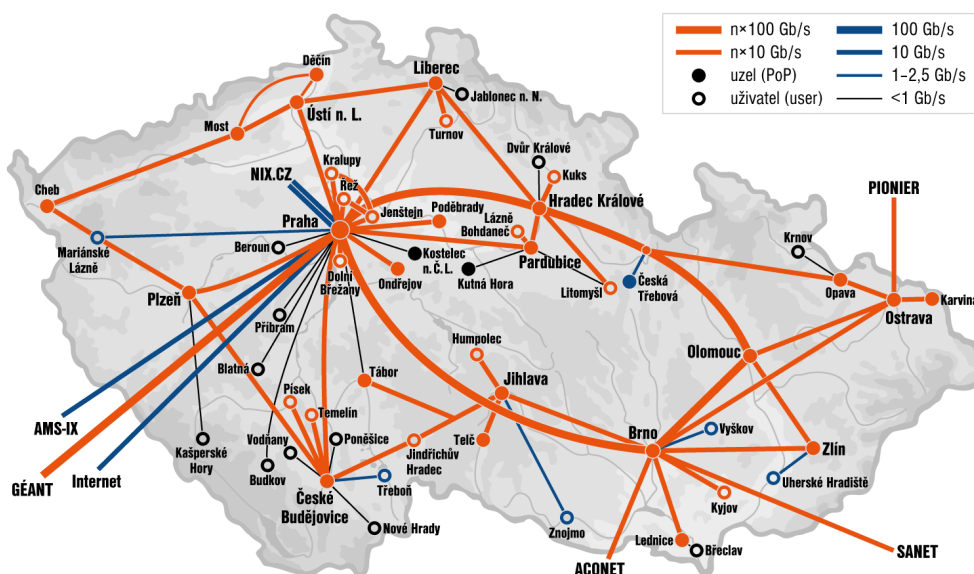 n×100 Gb/s
n×10 Gb/s
uzel (PoP)
uživatel (user)
100 Gb/s
10 Gb/s
1–2,5 Gb/s
<1 Gb/s
Děčín
Liberec
Jablonec n. N.
Ústí n. L.
Most
Turnov
Dvůr Králové
Kuks
Kralupy
NIX.CZ
Řež
Jenštejn
Hradec Králové
PIONIER
Cheb
Praha
Poděbrady
Lázně
Bohdaneč
Mariánské
Lázně
Beroun
Kostelec
n. Č. L.
Pardubice
Krnov
Dolní
Břežany
Ondřejov
Kutná Hora
Litomyšl
Česká
Třebová
Opava
Karviná
Ostrava
Plzeň
Příbram
Humpolec
Olomouc
Blatná
Tábor
Jihlava
Písek
Temelín
AMS-IX
Vodňany
Poněšice
Telč
Brno
Vyškov
Zlín
Kašperské
Hory
Jindřichův
Hradec
GÉANT
Internet
Budkov
České
Budějovice
Třeboň
Uherské Hradiště
Kyjov
Nové Hrady
Znojmo
Lednice
Břeclav
SANET
ACONET